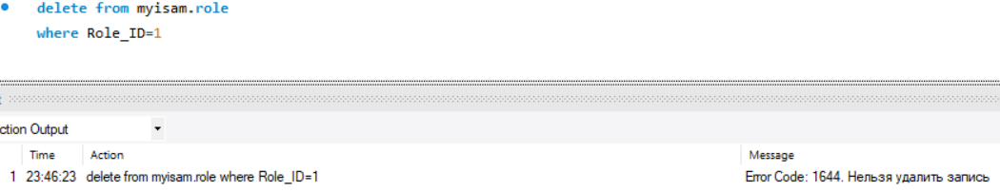 delete from myisam.role
where Role_ID=1
ction Output
Time Action Message
1 23:46:23 delete from myisam.role where Role_ID=1 Error Code: 1644. Нельзя удалить запись